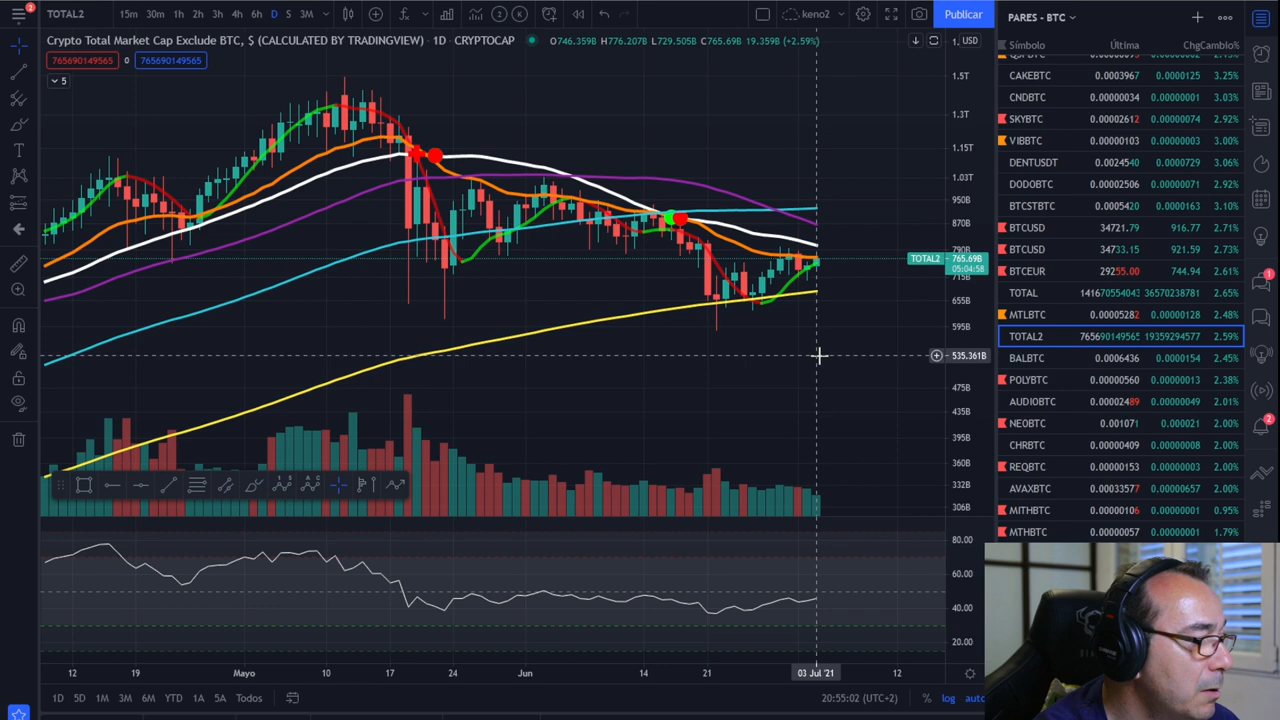 2
TOTAL2
15m 30m 1h 2h 3h 4h 6h D S 3M
2 K
keno2
Publicar
PARES - BTC
Crypto Total Market Cap Exclude BTC, $ (CALCULATED BY TRADINGVIEW) · 1D · CRYPTOCAP
O746.359B H776.207B L729.505B C765.69B 19.359B (+2.59%)
USD
765690149565 0 765690149565
5
Símbolo Última ChgCambio%
CAKEBTC 0.0003967 0.0000125 3.25%
CNDBTC 0.00000034 0.00000001 3.03%
SKYBTC 0.00002612 0.0000076 2.92%
VIBBTC 0.00000103 0.00000003 3.00%
DENTUSDT 0.0024540 0.0000729 3.06%
DODOBTC 0.00002506 0.00000071 2.92%
BTCSTBTC 0.0005420 0.0000165 3.10%
BTCUSD 34721.79 916.77 2.71%
BTCUSD 34733.15 921.59 2.73%
BTCEUR 29255.00 744.94 2.61%
TOTAL 141670554043 36570238781 2.65%
MTLBTC 0.00005282 0.00000128 2.48%
TOTAL2 765690149565 19359294577 2.59%
BALBTC 0.0006436 0.0000154 2.45%
POLYBTC 0.00000560 0.00000013 2.38%
AUDIOBTC 0.00002489 0.00000049 2.01%
NEOBTC 0.001071 0.000021 2.00%
CHRBTC 0.00000409 0.00000008 2.00%
REQBTC 0.00000153 0.00000003 2.00%
AVAXBTC 0.00033577 0.00000657 2.00%
MITHBTC 0.00000106 0.00000001 0.95%
MTHBTC 0.00000057 0.00000001 1.79%
1.5T
1.3T
1.15T
1.03T
950B
870B
790B
TOTAL2 765.69B
05:04:58
715B
655B
595B
535.361B
475B
435B
395B
360B
332B
306B
80.00
60.00
40.00
20.00
12 19 Mayo 10 17 24 Jun 14 21 03 Jul '21 12
1D 5D 1M 3M 6M YTD 1A 5A Todos
20:55:02 (UTC+2) % log auto
1
2